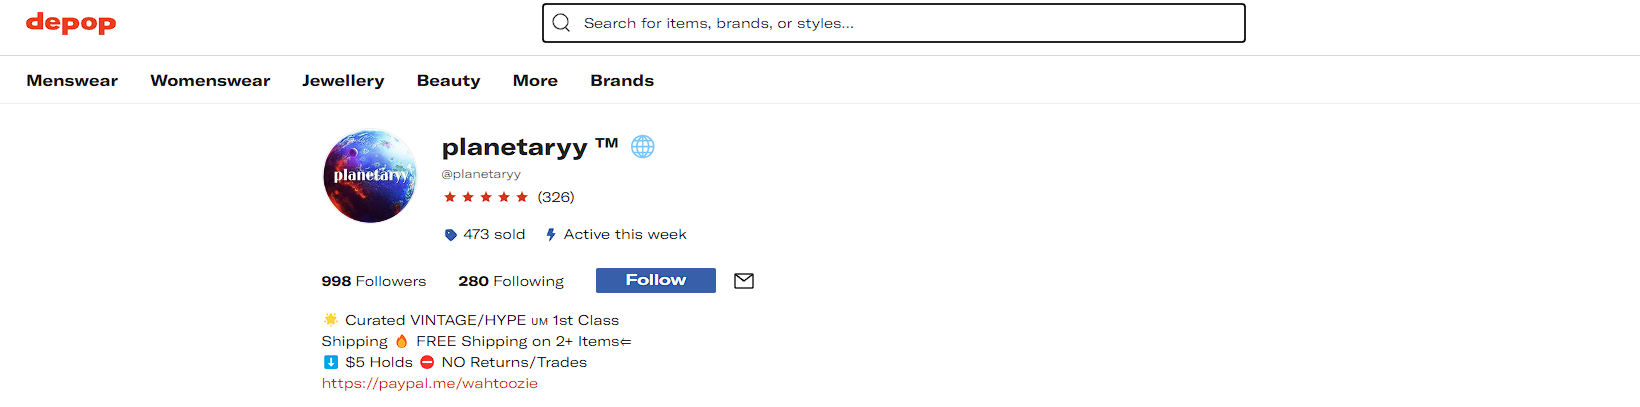 depop
Search for items, brands, or styles...
Menswear Womenswear Jewellery Beauty More Brands
planetaryy
planetaryy ™ 🌐
@planetaryy
★ ★ ★ ★ ★ (326)
473 sold Active this week
998 Followers 280 Following Follow
🌟 Curated VINTAGE/HYPE ᴜᴍ 1st Class
Shipping 🔥 FREE Shipping on 2+ Items⇐
⬇️ $5 Holds ⛔ NO Returns/Trades
https://paypal.me/wahtoozie